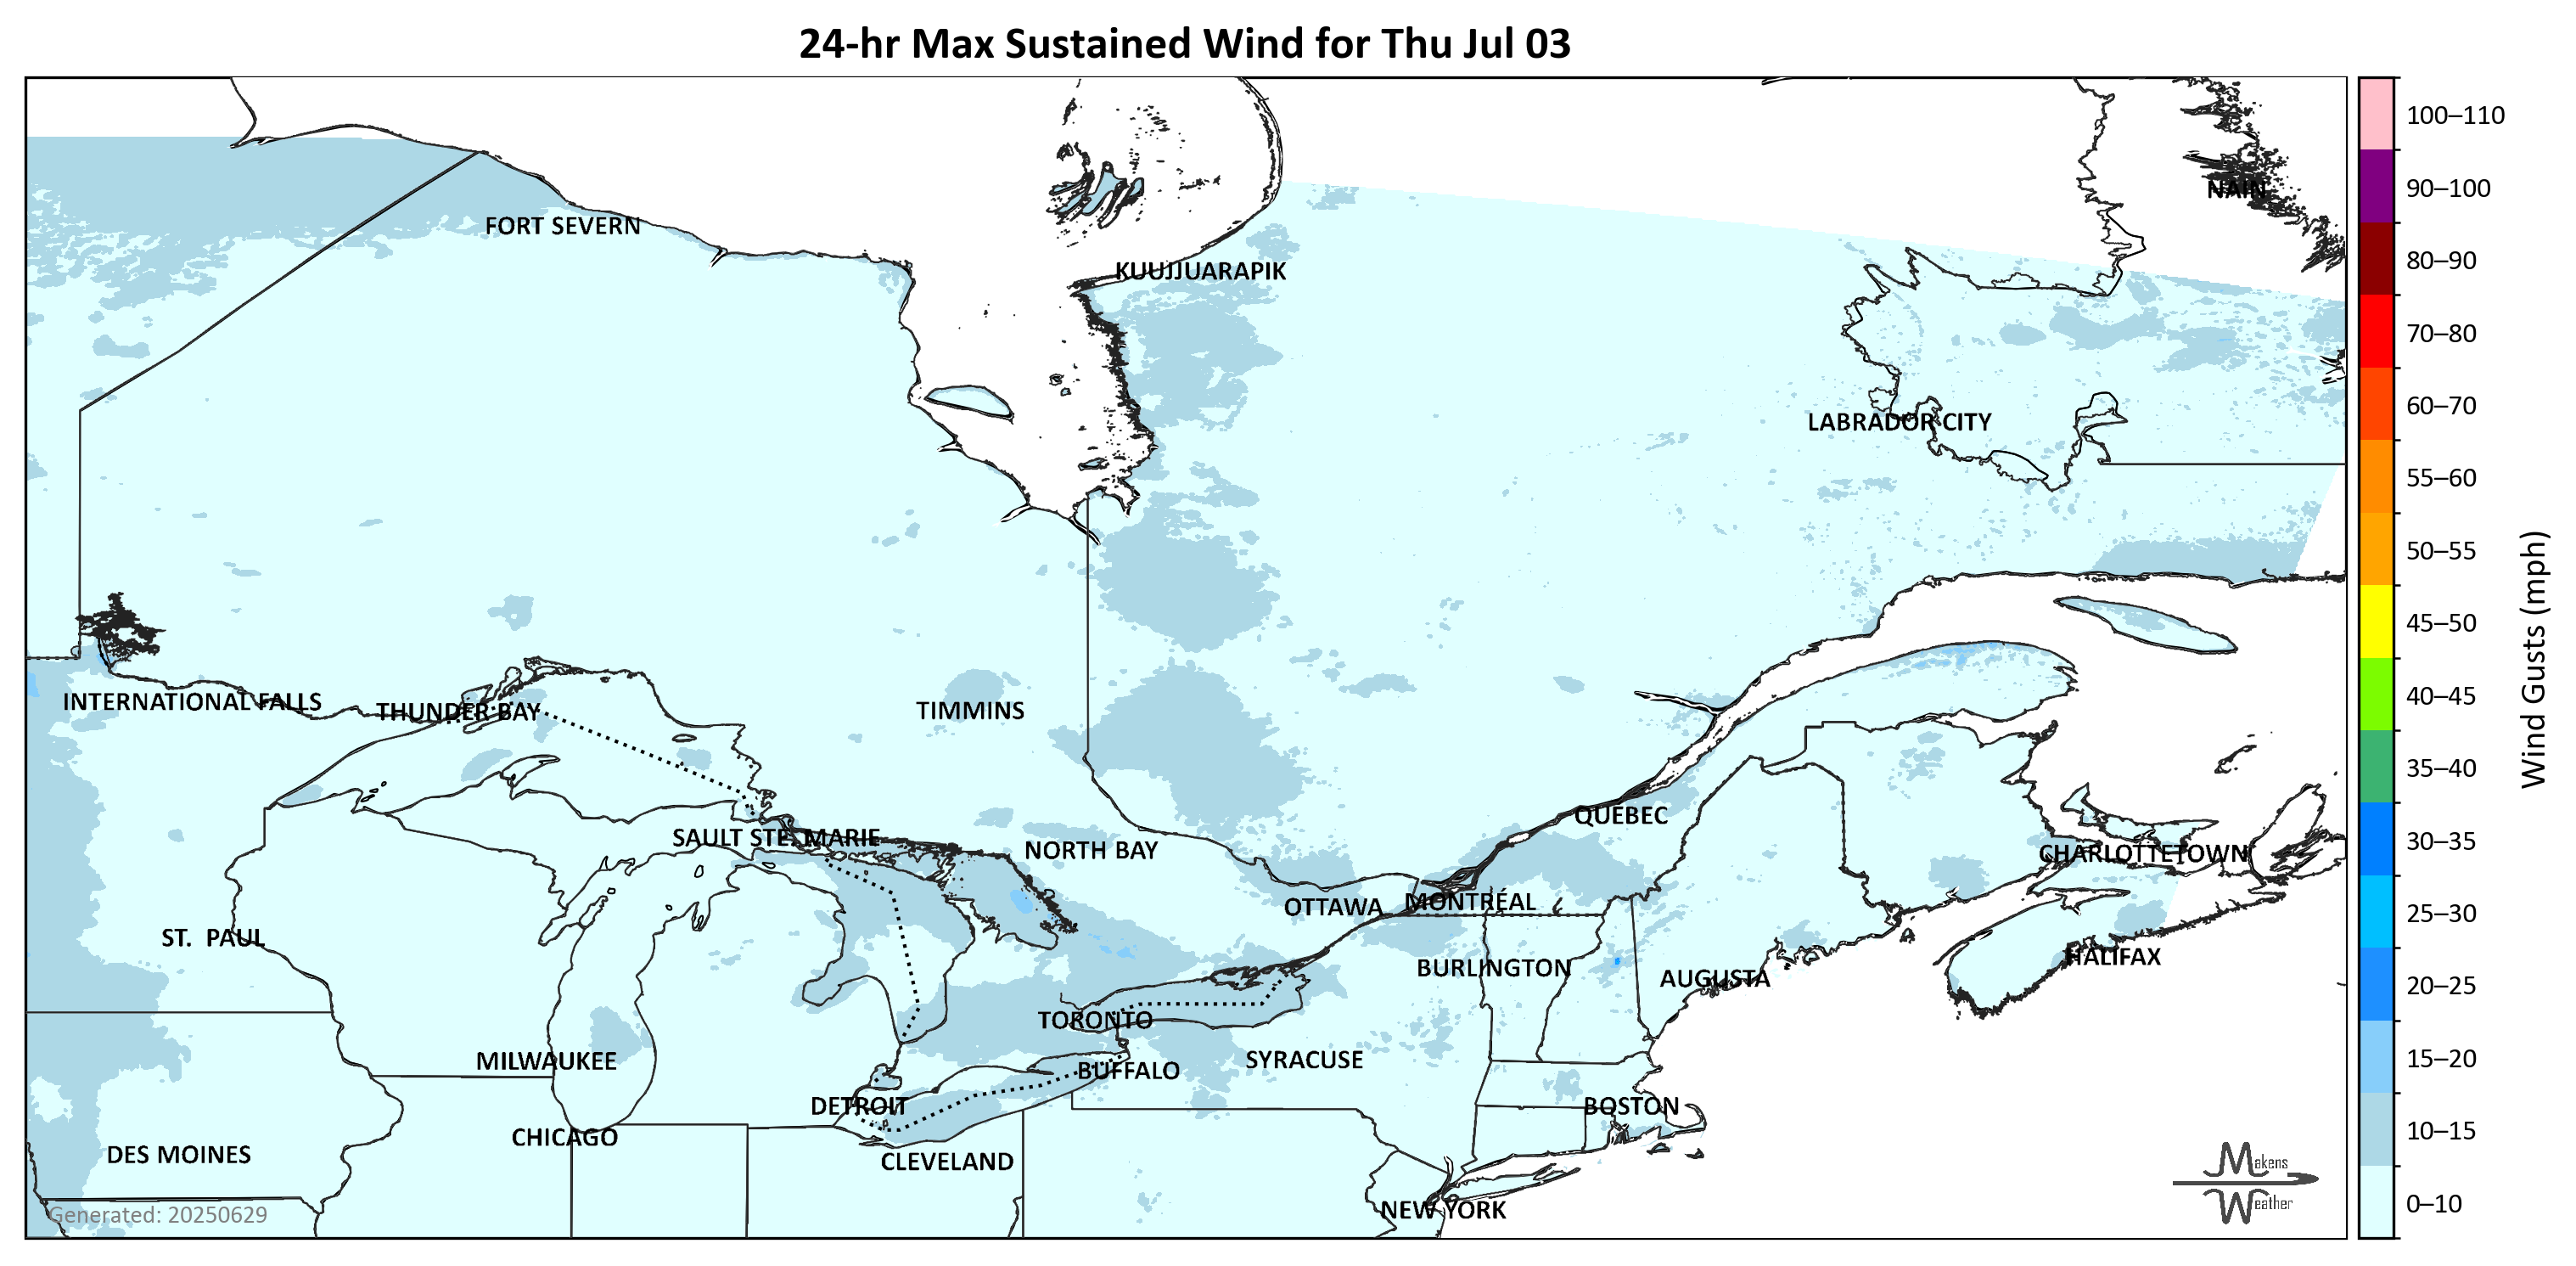 24-hr Max Sustained Wind for Thu Jul 03
100–110
90–100
NAIN
FORT SEVERN
80–90
KUUJJUARAPIK
70–80
60–70
LABRADOR CITY
55–60
50–55
45–50
Wind Gusts (mph)
INTERNATIONAL FALLS
THUNDER BAY
TIMMINS
40–45
35–40
QUÉBEC
SAULT STE. MARIE
NORTH BAY
CHARLOTTETOWN
30–35
OTTAWA
MONTRÉAL
25–30
ST. PAUL
BURLINGTON
AUGUSTA
HALIFAX
20–25
TORONTO
MILWAUKEE
BUFFALO
SYRACUSE
15–20
DETROIT
BOSTON
CHICAGO
10–15
DES MOINES
CLEVELAND
Makens
Weather
NEW YORK
0–10
Generated: 20250629